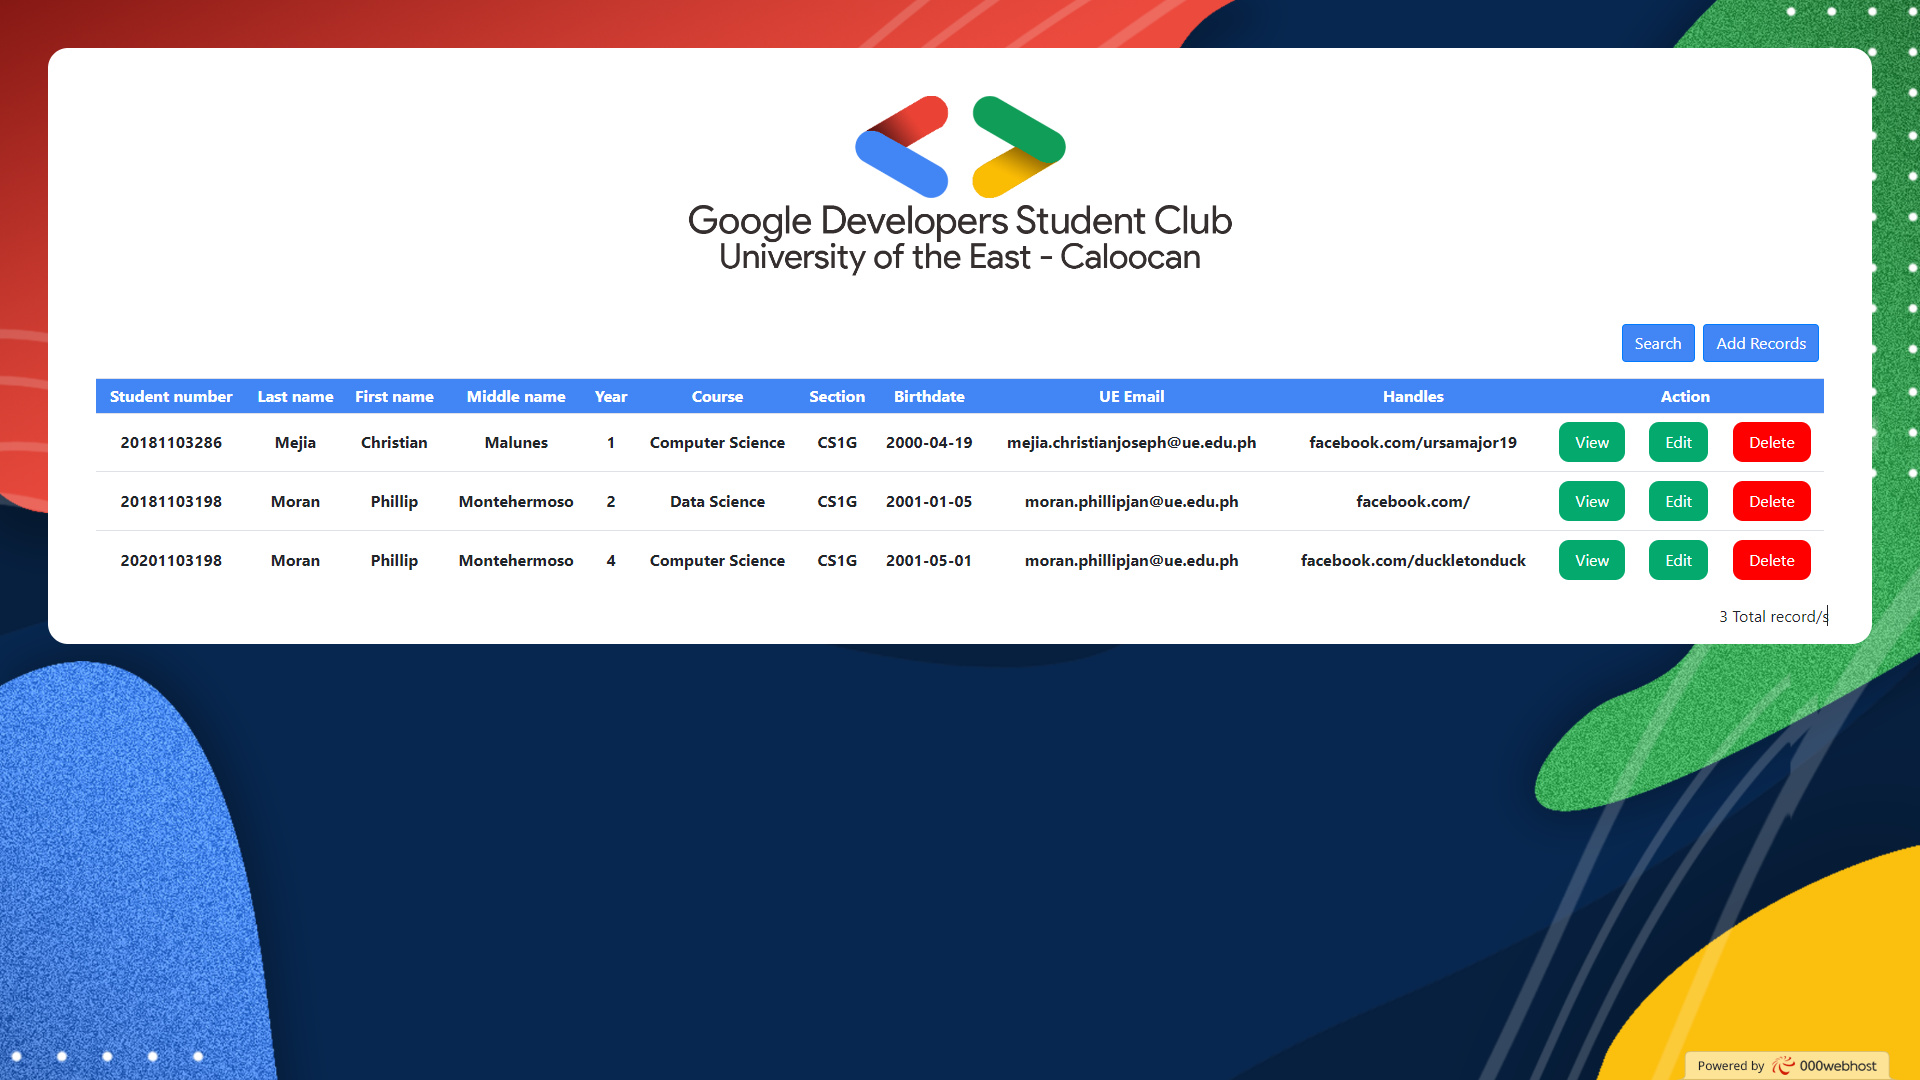 Google Developers Student Club
University of the East - Caloocan
Search Add Records
Student number Last name First name Middle name Year Course Section Birthdate UE Email Handles Action
20181103286 Mejia Christian Malunes 1 Computer Science CS1G 2000-04-19 mejia.christianjoseph@ue.edu.ph facebook.com/ursamajor19 View Edit Delete
20181103198 Moran Phillip Montehermoso 2 Data Science CS1G 2001-01-05 moran.phillipjan@ue.edu.ph facebook.com/ View Edit Delete
20201103198 Moran Phillip Montehermoso 4 Computer Science CS1G 2001-05-01 moran.phillipjan@ue.edu.ph facebook.com/duckletonduck View Edit Delete
3 Total record/s
Powered by 000webhost